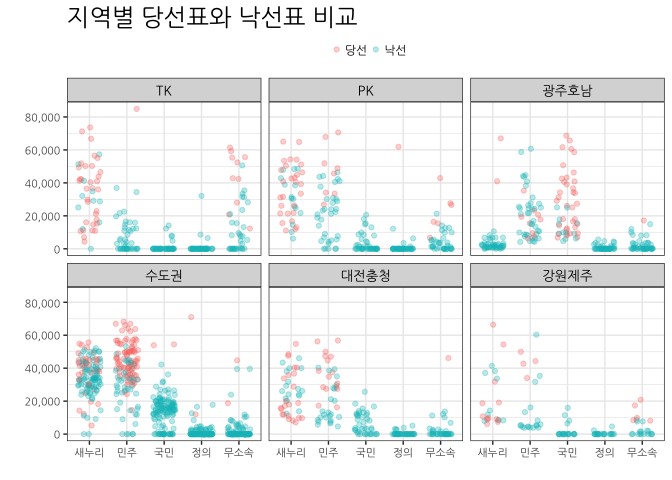 지역별 당선표와 낙선표 비교
당선 낙선
TK PK 광주호남
80,000
60,000
40,000
20,000
0
수도권 대전충청 강원제주
80,000
60,000
40,000
20,000
0
새누리 민주 국민 정의 무소속 새누리 민주 국민 정의 무소속 새누리 민주 국민 정의 무소속